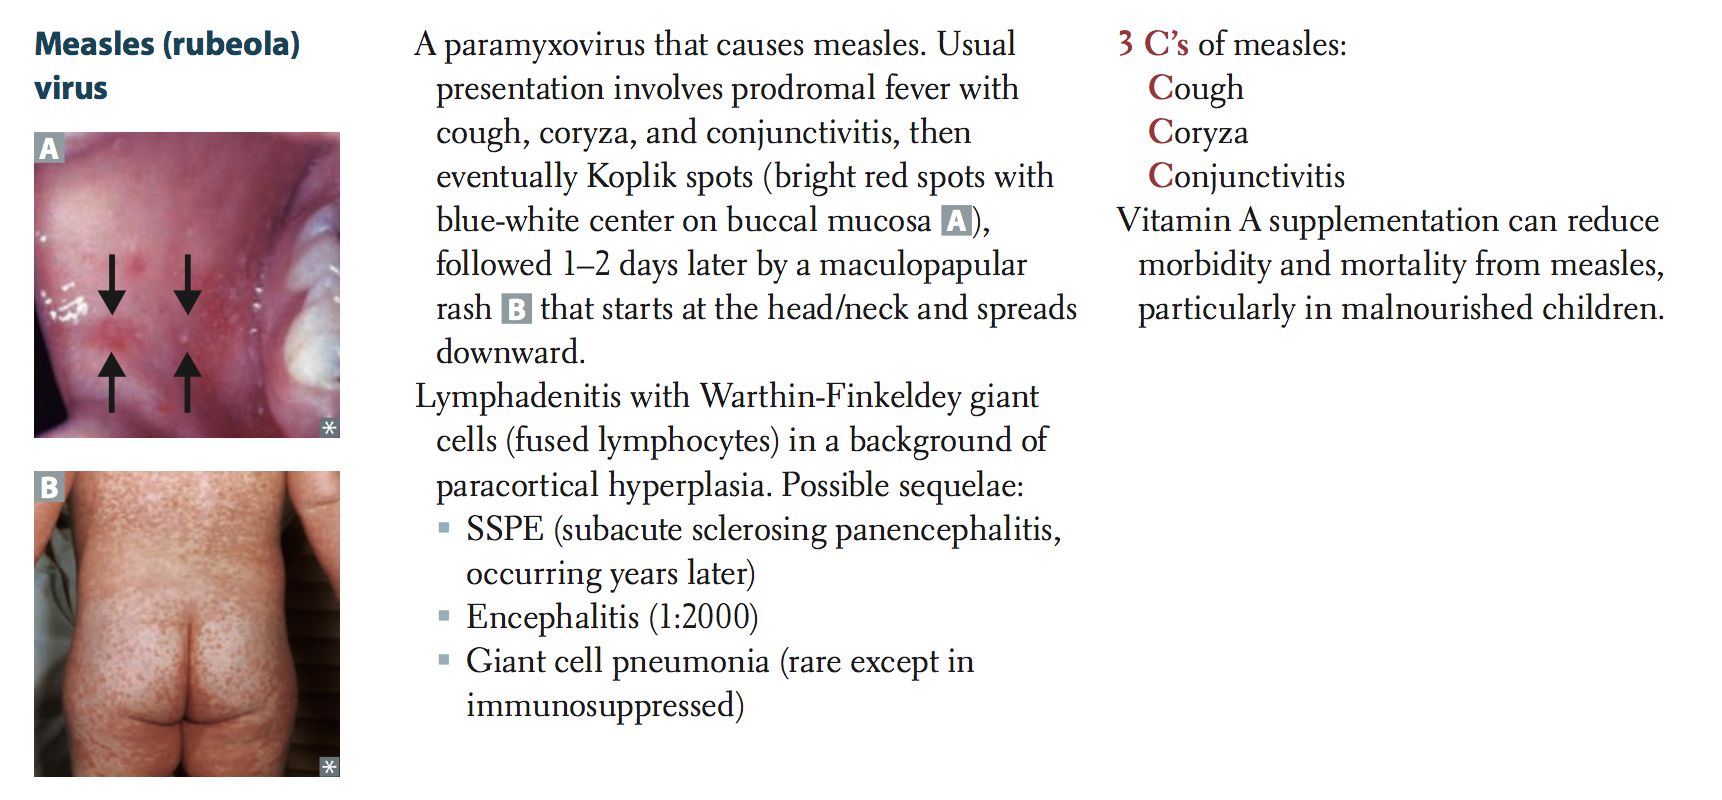 Measles (rubeola)
virus
A
B
A paramyxovirus that causes measles. Usual
presentation involves prodromal fever with
cough, coryza, and conjunctivitis, then
eventually Koplik spots (bright red spots with
blue-white center on buccal mucosa A),
followed 1–2 days later by a maculopapular
rash B that starts at the head/neck and spreads
downward.
Lymphadenitis with Warthin-Finkeldey giant
cells (fused lymphocytes) in a background of
paracortical hyperplasia. Possible sequelae:
▪ SSPE (subacute sclerosing panencephalitis,
occurring years later)
▪ Encephalitis (1:2000)
▪ Giant cell pneumonia (rare except in
immunosuppressed)
3 C’s of measles:
Cough
Coryza
Conjunctivitis
Vitamin A supplementation can reduce
morbidity and mortality from measles,
particularly in malnourished children.